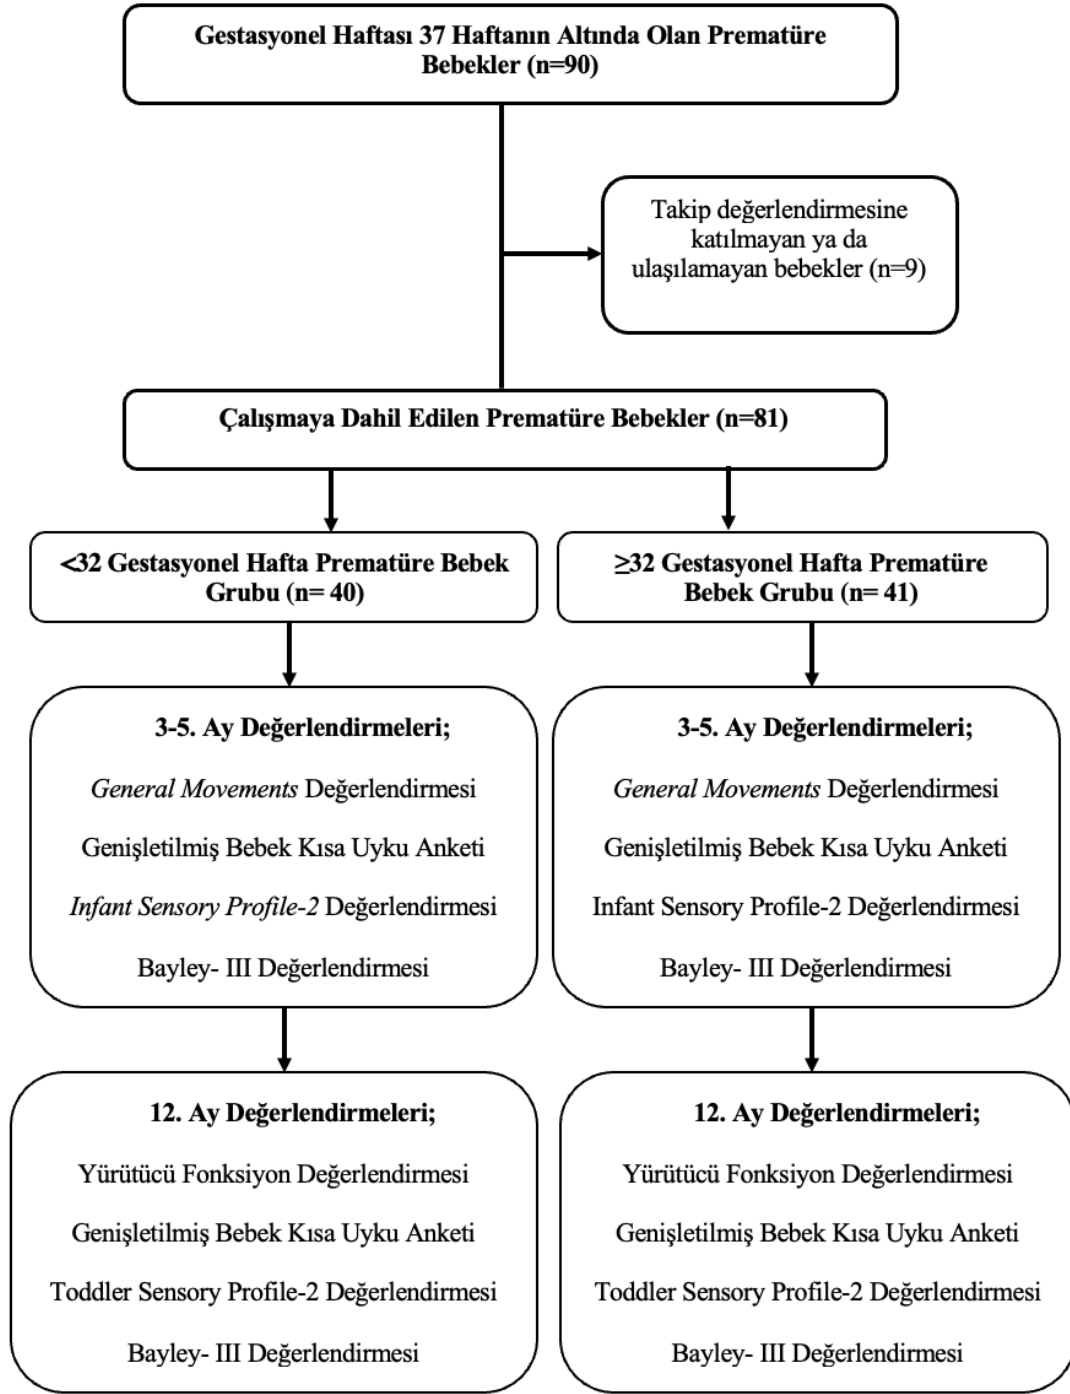 Gestasyonel Haftası 37 Haftanın Altında Olan Prematüre
Bebekler (n=90)
Takip değerlendirmesine
katılmayan ya da
ulaşılamayan bebekler (n=9)
Çalışmaya Dahil Edilen Prematüre Bebekler (n=81)
<32 Gestasyonel Hafta Prematüre Bebek
Grubu (n= 40)
≥32 Gestasyonel Hafta Prematüre
Bebek Grubu (n= 41)
3-5. Ay Değerlendirmeleri;
General Movements Değerlendirmesi
Genişletilmiş Bebek Kısa Uyku Anketi
Infant Sensory Profile-2 Değerlendirmesi
Bayley- III Değerlendirmesi
3-5. Ay Değerlendirmeleri;
General Movements Değerlendirmesi
Genişletilmiş Bebek Kısa Uyku Anketi
Infant Sensory Profile-2 Değerlendirmesi
Bayley- III Değerlendirmesi
12. Ay Değerlendirmeleri;
Yürütücü Fonksiyon Değerlendirmesi
Genişletilmiş Bebek Kısa Uyku Anketi
Toddler Sensory Profile-2 Değerlendirmesi
Bayley- III Değerlendirmesi
12. Ay Değerlendirmeleri;
Yürütücü Fonksiyon Değerlendirmesi
Genişletilmiş Bebek Kısa Uyku Anketi
Toddler Sensory Profile-2 Değerlendirmesi
Bayley- III Değerlendirmesi